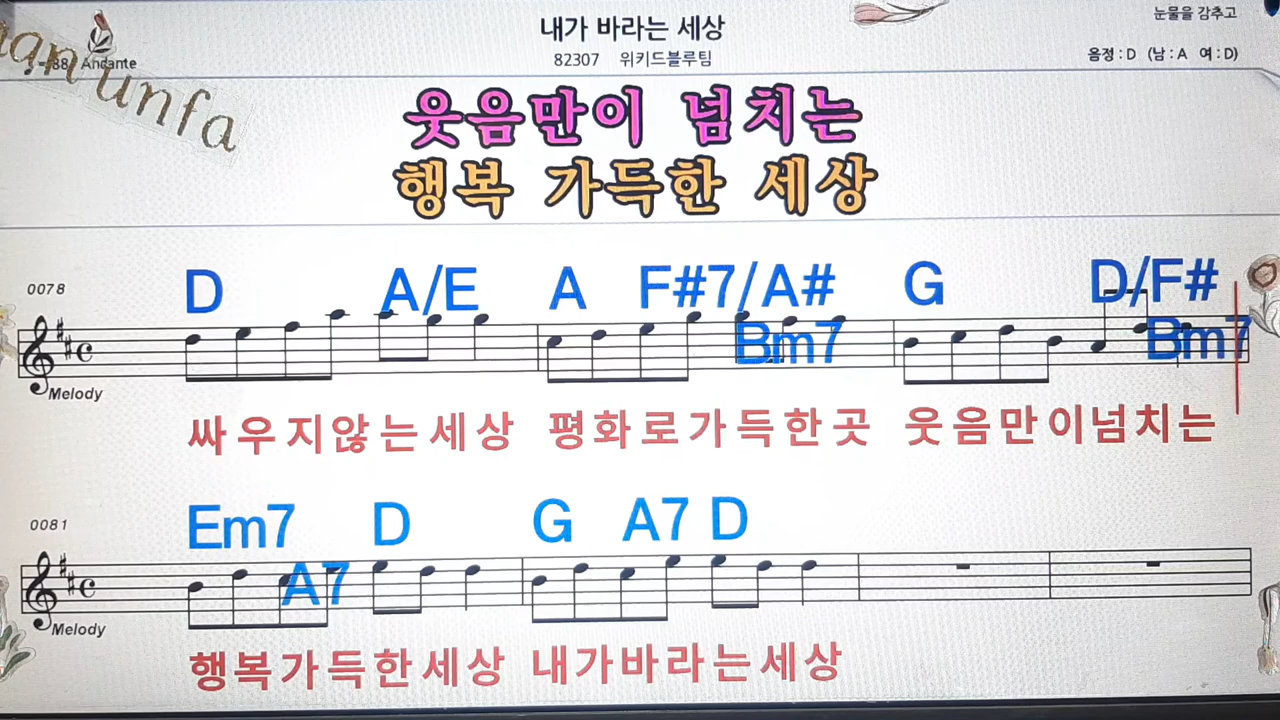 내가 바라는 세상
눈물을 감추고
Andante
82307 위키드블루팀
음정 : D (남 : A 여 : D)
unfa
웃음만이 넘치는
행복 가득한 세상
0078
D A/E A F#7/A# G D/F#
Bm7 Bm7
Melody
싸우지않는세상 평화로가득한곳 웃음만이넘치는
0081
Em7 D G A7 D
A7
Melody
행복가득한세상 내가바라는세상